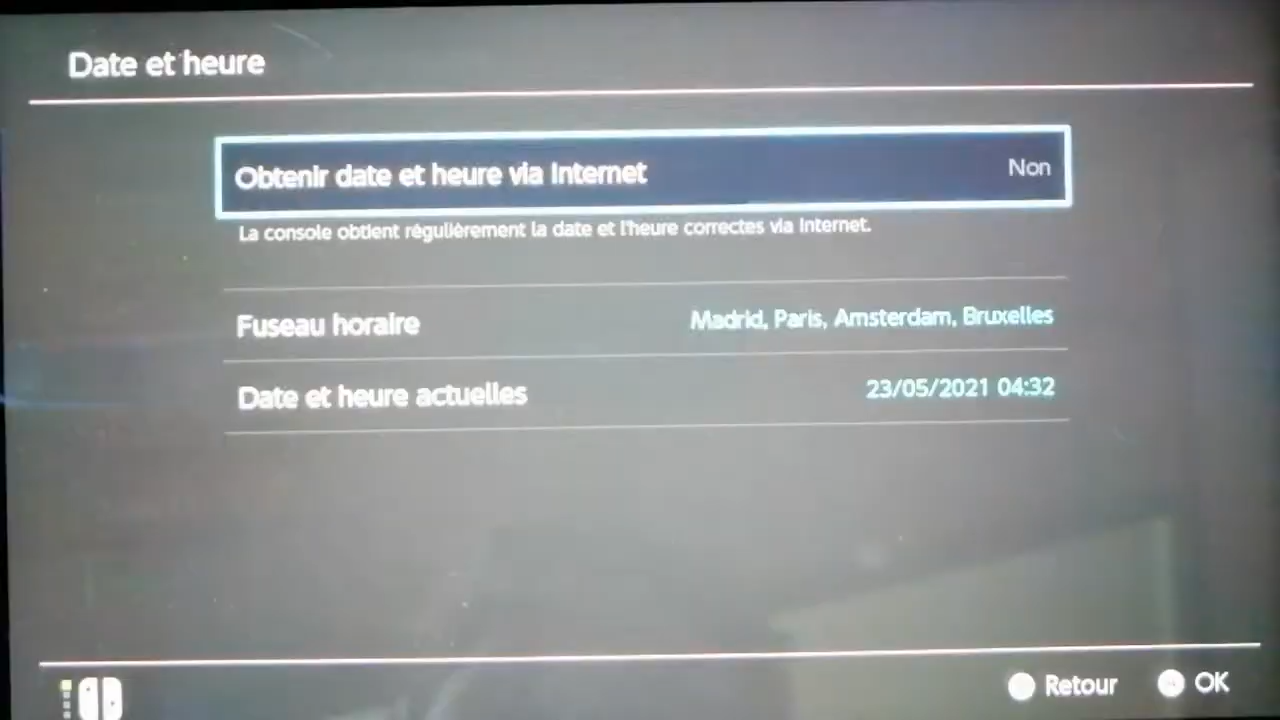 Date et heure
Obtenir date et heure via Internet Non
La console obtient régulièrement la date et l'heure correctes via Internet.
Fuseau horaire Madrid, Paris, Amsterdam, Bruxelles
Date et heure actuelles 23/05/2021 04:32
Retour OK